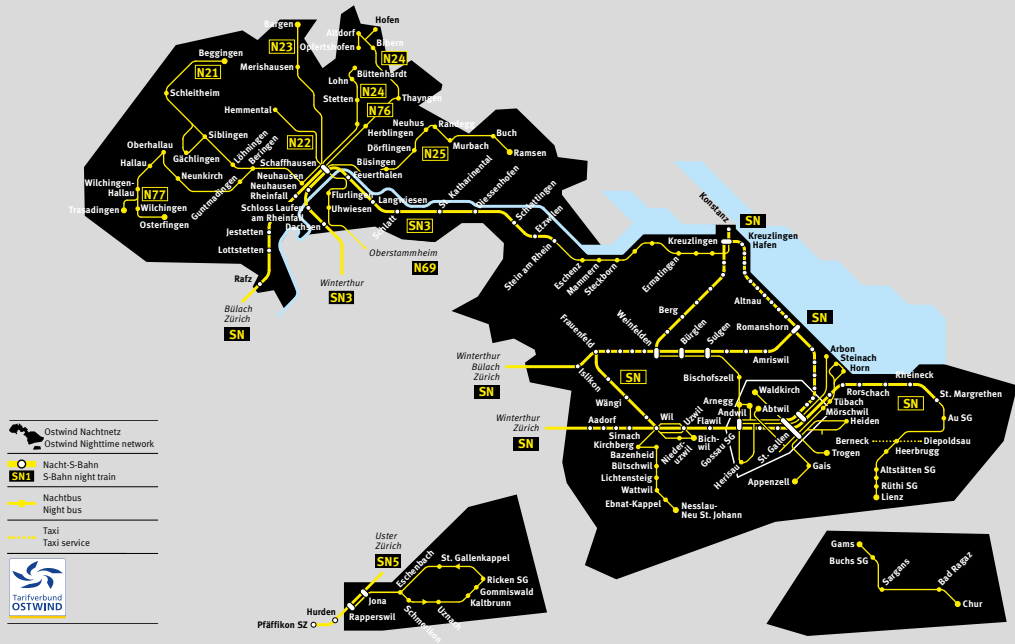 Hofen
Bargen
Altdorf
Opfertshofen
Bibern
N23
N24
Beggingen
N21
Merishausen
Büttenhardt
Lohn
N24
Schleitheim
Stetten
Thayngen
Hemmental
N76
Neuhus
Randegg
Herblingen
Buch
Siblingen
N22
Dörflingen
Murbach
Oberhallau
Löhningen
Beringen
N25
Ramsen
Hallau
Gächlingen
Schaffhausen
Büsingen
Feuerthalen
Neunkirch
Neuhausen
Wilchingen-
Hallau
N77
Guntmadingen
Neuhausen
Rheinfall
Flurlingen
Langwiesen
St. Katharinental
Diessenhofen
Trasadingen
Wilchingen
Schloss Laufen
am Rheinfall
Uhwiesen
Osterfingen
Dachsen
Schlatt
SN3
Schlattingen
Etzwilen
Jestetten
Lottstetten
Oberstammheim
N69
Stein am Rhein
Eschenz
Mammern
Steckborn
Ermatingen
Konstanz
SN
Kreuzlingen
Kreuzlingen
Hafen
Rafz
Winterthur
SN3
Bülach
Zürich
SN
Altnau
Berg
SN
Romanshorn
Frauenfeld
Weinfelden
Bürglen
Sulgen
Amriswil
Winterthur
Bülach
Zürich
SN
Islikon
SN
Bischofszell
Arbon
Steinach
Horn
Rheineck
Wängi
Waldkirch
Arnegg
Andwil
Abtwil
Tübach
Mörschwil
Rorschach
SN
St. Margrethen
Winterthur
Zürich
SN
Aadorf
Sirnach
Wil
Uzwil
Flawil
Heiden
Au SG
Kirchberg
Nieder-
uzwil
Bich-
wil
Gossau SG
St. Gallen
Berneck
Diepoldsau
Heerbrugg
Bazenheid
Bütschwil
Herisau
Trogen
Gais
Lichtensteig
Altstätten SG
Wattwil
Appenzell
Rüthi SG
Ebnat-Kappel
Nesslau-
Neu St. Johann
Lienz
Ostwind Nachtnetz
Ostwind Nighttime network
Nacht-S-Bahn
SN1
S-Bahn night train
Nachtbus
Night bus
Taxi
Taxi service
Tarifverbund
OSTWIND
Uster
Zürich
SN5
Eschenbach
St. Gallenkappel
Ricken SG
Gommiswald
Kaltbrunn
Jona
Hurden
Rapperswil
Schmerikon
Uznach
Pfäffikon SZ
Gams
Buchs SG
Sargans
Bad Ragaz
Chur